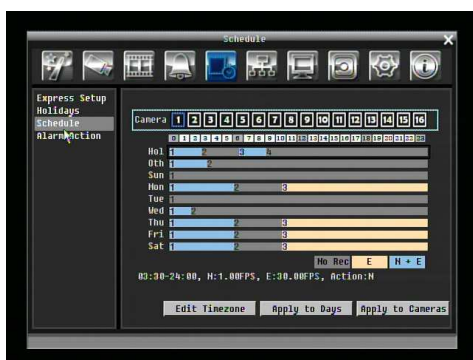 Schedule
X
Express Setup
Holidays
Schedule
Alarm Action
Camera 1 2 3 4 5 6 7 8 9 10 11 12 13 14 15 16
0 1 2 3 4 5 6 7 8 9 10 11 12 13 14 15 16 17 18 19 20 21 22 23
Hol 1 2 3 4
Oth 1 2
Sun 1
Mon 1 2 3
Tue 1
Wed 1 2
Thu 1 2 3
Fri 1 2 3
Sat 1 2 3
No Rec E N + E
03:30-24:00, N:1.00FPS, E:30.00FPS, Action:N
Edit Timezone Apply to Days Apply to Cameras